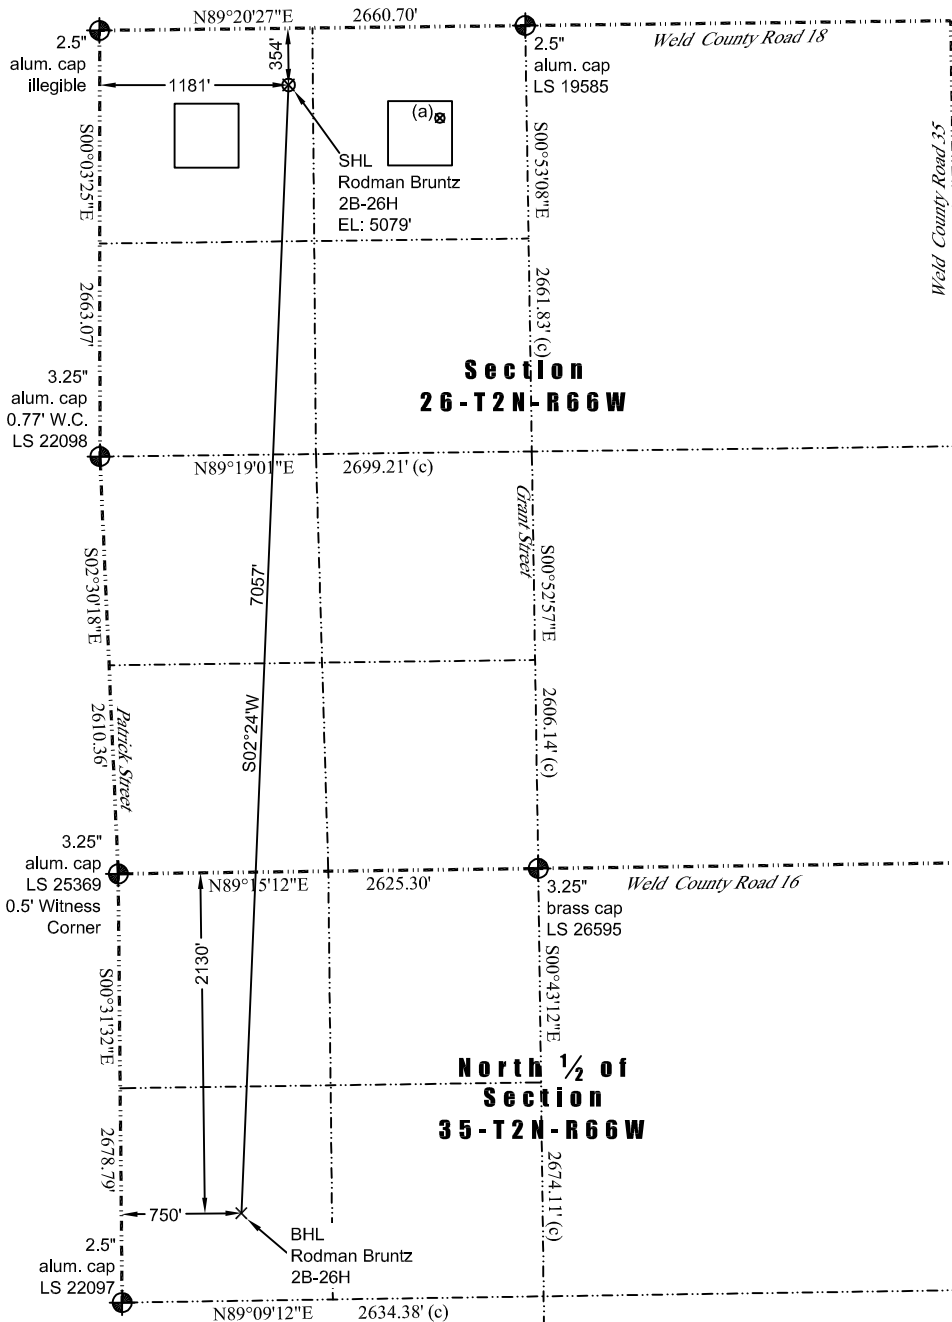 N89°20'27"E 2660.70'
2.5"
alum. cap
illegible
354'
1181'
2.5"
alum. cap
LS 19585
Weld County Road 18
Weld County Road 35
(a)
SHL
Rodman Bruntz
2B-26H
EL: 5079'
S00°03'25"E
2663.07'
S00°53'08"E
2661.83' (c)
Section
26-T2N-R66W
3.25"
alum. cap
0.77' W.C.
LS 22098
N89°19'01"E 2699.21' (c)
Grant Street
S02°30'18"E
2610.36'
Patrick Street
7057'
S02°24'W
S00°52'57"E
2606.14' (c)
3.25"
alum. cap
LS 25369
0.5' Witness
Corner
N89°15'12"E 2625.30'
3.25"
brass cap
LS 26595
Weld County Road 16
2130'
S00°31'32"E
2678.79'
S00°43'12"E
2674.11' (c)
North ½ of
Section
35-T2N-R66W
750'
BHL
Rodman Bruntz
2B-26H
2.5"
alum. cap
LS 22097
N89°09'12"E 2634.38' (c)